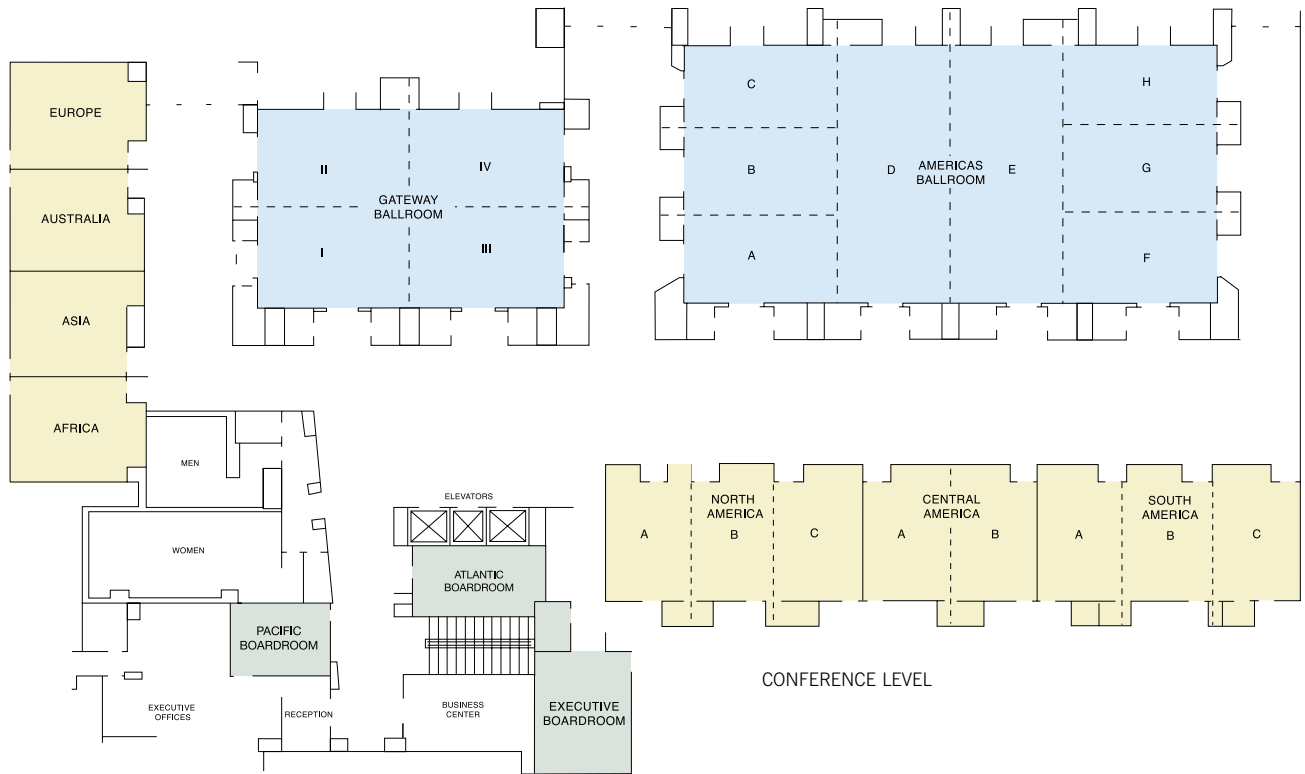 C
H
EUROPE
II
IV
B
D
AMERICAS
BALLROOM
E
G
GATEWAY
BALLROOM
AUSTRALIA
I
III
A
F
ASIA
AFRICA
MEN
ELEVATORS
NORTH
AMERICA
CENTRAL
AMERICA
SOUTH
AMERICA
A
B
C
A
B
A
B
C
WOMEN
ATLANTIC
BOARDROOM
PACIFIC
BOARDROOM
CONFERENCE LEVEL
EXECUTIVE
OFFICES
RECEPTION
BUSINESS
CENTER
EXECUTIVE
BOARDROOM